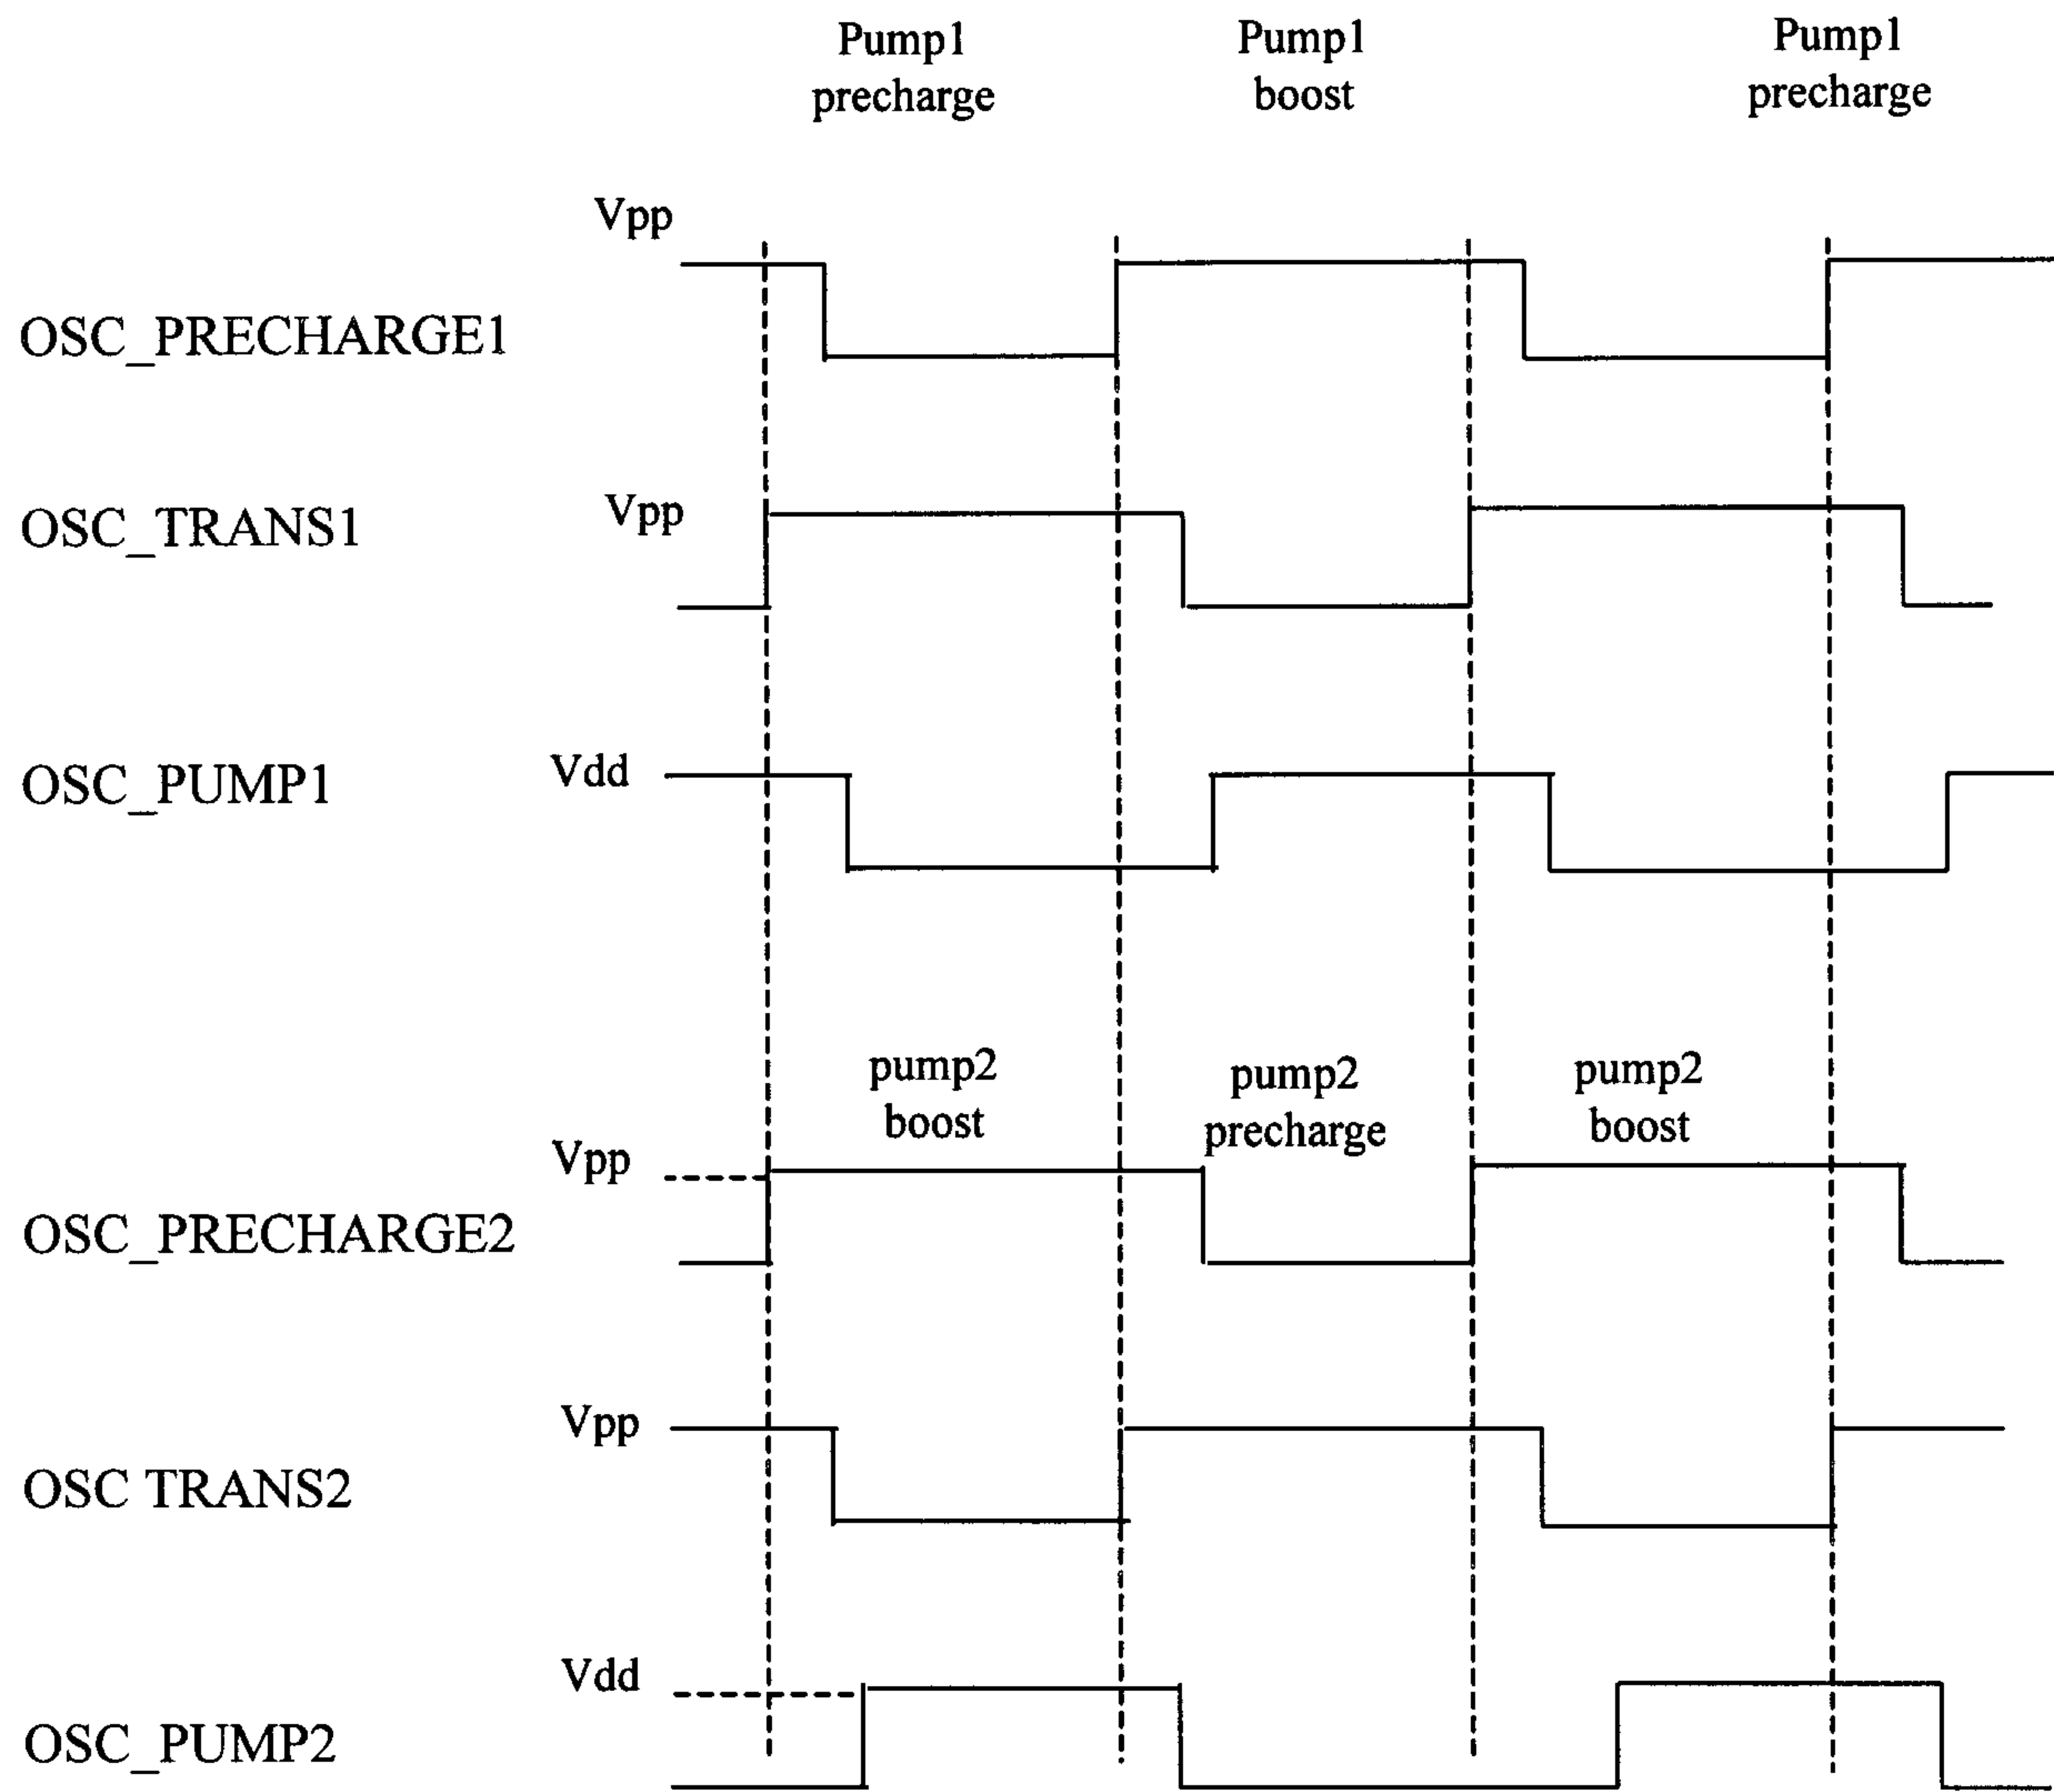 Pump1
precharge
Pump1
boost
Pump1
precharge
Vpp
OSC_PRECHARGE1
Vpp
OSC_TRANS1
Vdd
OSC_PUMP1
pump2
boost
pump2
precharge
pump2
boost
Vpp
OSC_PRECHARGE2
Vpp
OSC TRANS2
Vdd
OSC_PUMP2